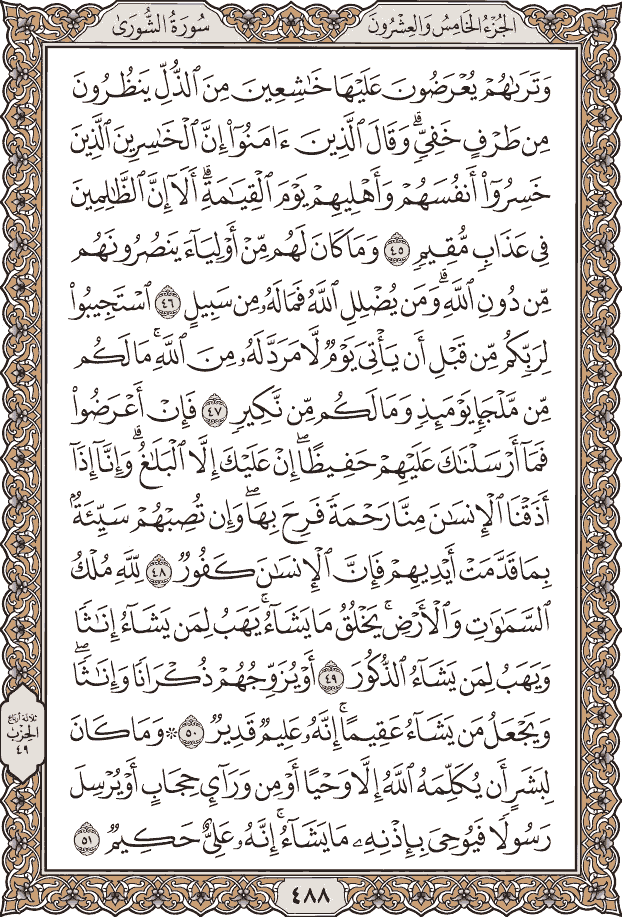 سُورَةُ الشُّورَىٰ
الجُزْءُ الخَامِسُ وَالعِشْرُونَ
وَتَرَىٰهُمْ يُعْرَضُونَ عَلَيْهَا خَٰشِعِينَ مِنَ ٱلذُّلِّ يَنظُرُونَ
مِن طَرْفٍ خَفِىٍّۗ وَقَالَ ٱلَّذِينَ ءَامَنُوٓا۟ إِنَّ ٱلْخَٰسِرِينَ ٱلَّذِينَ
خَسِرُوٓا۟ أَنفُسَهُمْ وَأَهْلِيهِمْ يَوْمَ ٱلْقِيَٰمَةِۗ أَلَآ إِنَّ ٱلظَّٰلِمِينَ
فِى عَذَابٍ مُّقِيمٍ ٤٥ وَمَا كَانَ لَهُم مِّنْ أَوْلِيَآءَ يَنصُرُونَهُم
مِّن دُونِ ٱللَّهِۗ وَمَن يُضْلِلِ ٱللَّهُ فَمَا لَهُۥ مِن سَبِيلٍ ٤٦ ٱسْتَجِيبُوا۟
لِرَبِّكُم مِّن قَبْلِ أَن يَأْتِىَ يَوْمٌ لَّا مَرَدَّ لَهُۥ مِنَ ٱللَّهِۚ مَا لَكُم
مِّن مَّلْجَإٍ يَوْمَئِذٍ وَمَا لَكُم مِّن نَّكِيرٍ ٤٧ فَإِنْ أَعْرَضُوا۟
فَمَآ أَرْسَلْنَٰكَ عَلَيْهِمْ حَفِيظًاۖ إِنْ عَلَيْكَ إِلَّا ٱلْبَلَٰغُۗ وَإِنَّآ إِذَآ
أَذَقْنَا ٱلْإِنسَٰنَ مِنَّا رَحْمَةً فَرِحَ بِهَاۖ وَإِن تُصِبْهُمْ سَيِّئَةٌۢ
بِمَا قَدَّمَتْ أَيْدِيهِمْ فَإِنَّ ٱلْإِنسَٰنَ كَفُورٌ ٤٨ لِّلَّهِ مُلْكُ
ٱلسَّمَٰوَٰتِ وَٱلْأَرْضِۚ يَخْلُقُ مَا يَشَآءُۚ يَهَبُ لِمَن يَشَآءُ إِنَٰثًا
وَيَهَبُ لِمَن يَشَآءُ ٱلذُّكُورَ ٤٩ أَوْ يُزَوِّجُهُمْ ذُكْرَانًا وَإِنَٰثًاۖ
وَيَجْعَلُ مَن يَشَآءُ عَقِيمًاۚ إِنَّهُۥ عَلِيمٌ قَدِيرٌ ٥٠ ۞ وَمَا كَانَ
لِبَشَرٍ أَن يُكَلِّمَهُ ٱللَّهُ إِلَّا وَحْيًا أَوْ مِن وَرَآئِ حِجَابٍ أَوْ يُرْسِلَ
رَسُولًا فَيُوحِىَ بِإِذْنِهِۦ مَا يَشَآءُۚ إِنَّهُۥ عَلِىٌّ حَكِيمٌ ٥١
ثلاثة أرباع
الحزب
٤٩
٤٨٨